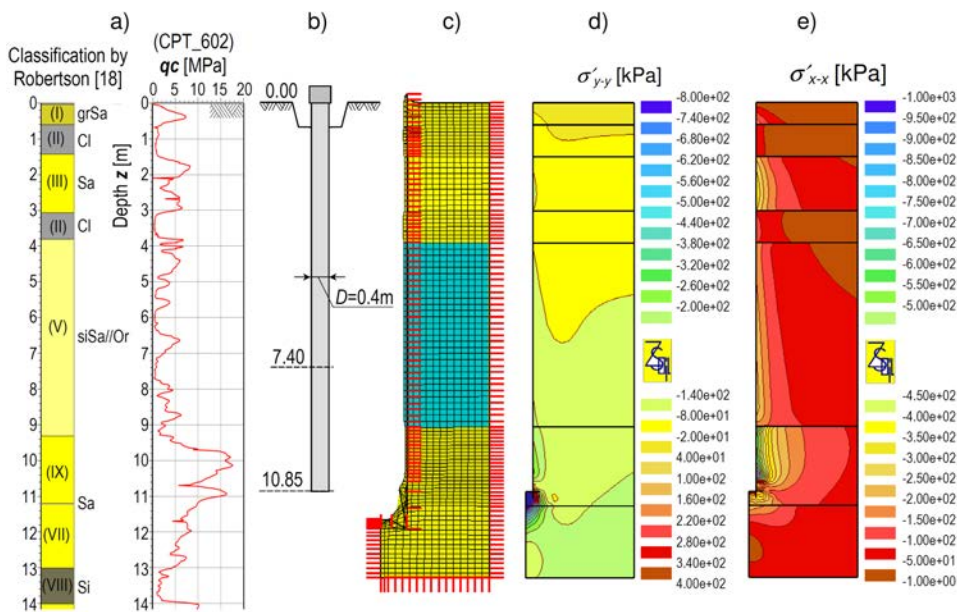 a)
b)
c)
d)
e)
Classification by
Robertson [18]
(CPT_602)
qc [MPa]
0 5 10 15 20
0.00
σ′y-y [kPa]
σ′x-x [kPa]
Depth z [m]
0
1
2
3
4
5
6
7
8
9
10
11
12
13
14
(I)
(II)
(III)
(II)
(V)
(IX)
(VII)
(VIII)
grSa
Cl
Sa
Cl
siSa//Or
Sa
Si
D=0.4m
7.40
10.85
-8.00e+02
-7.40e+02
-6.80e+02
-6.20e+02
-5.60e+02
-5.00e+02
-4.40e+02
-3.80e+02
-3.20e+02
-2.60e+02
-2.00e+02
-1.40e+02
-8.00e+01
-2.00e+01
4.00e+01
1.00e+02
1.60e+02
2.20e+02
2.80e+02
3.40e+02
4.00e+02
-1.00e+03
-9.50e+02
-9.00e+02
-8.50e+02
-8.00e+02
-7.50e+02
-7.00e+02
-6.50e+02
-6.00e+02
-5.50e+02
-5.00e+02
-4.50e+02
-4.00e+02
-3.50e+02
-3.00e+02
-2.50e+02
-2.00e+02
-1.50e+02
-1.00e+02
-5.00e+01
-1.00e+00